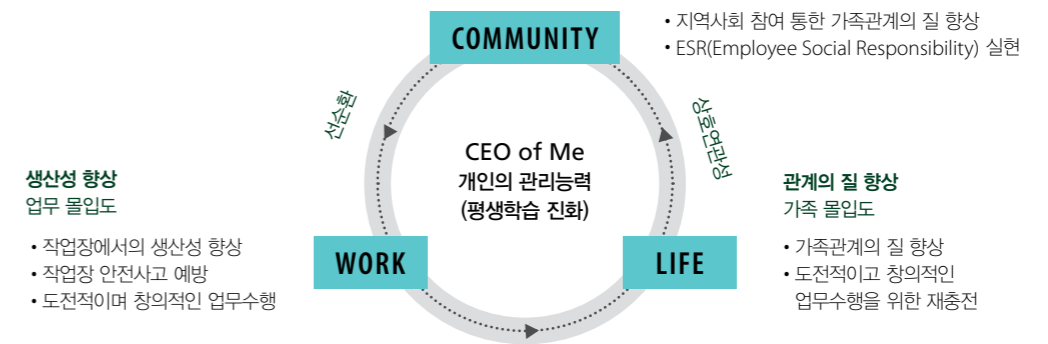 COMMUNITY
• 지역사회 참여 통한 가족관계의 질 향상
• ESR(Employee Social Responsibility) 실현
선순환
상호연관성
CEO of Me
개인의 관리능력
(평생학습 진화)
생산성 향상
업무 몰입도
• 작업장에서의 생산성 향상
• 작업장 안전사고 예방
• 도전적이며 창의적인 업무수행
WORK
LIFE
관계의 질 향상
가족 몰입도
• 가족관계의 질 향상
• 도전적이고 창의적인
업무수행을 위한 재충전